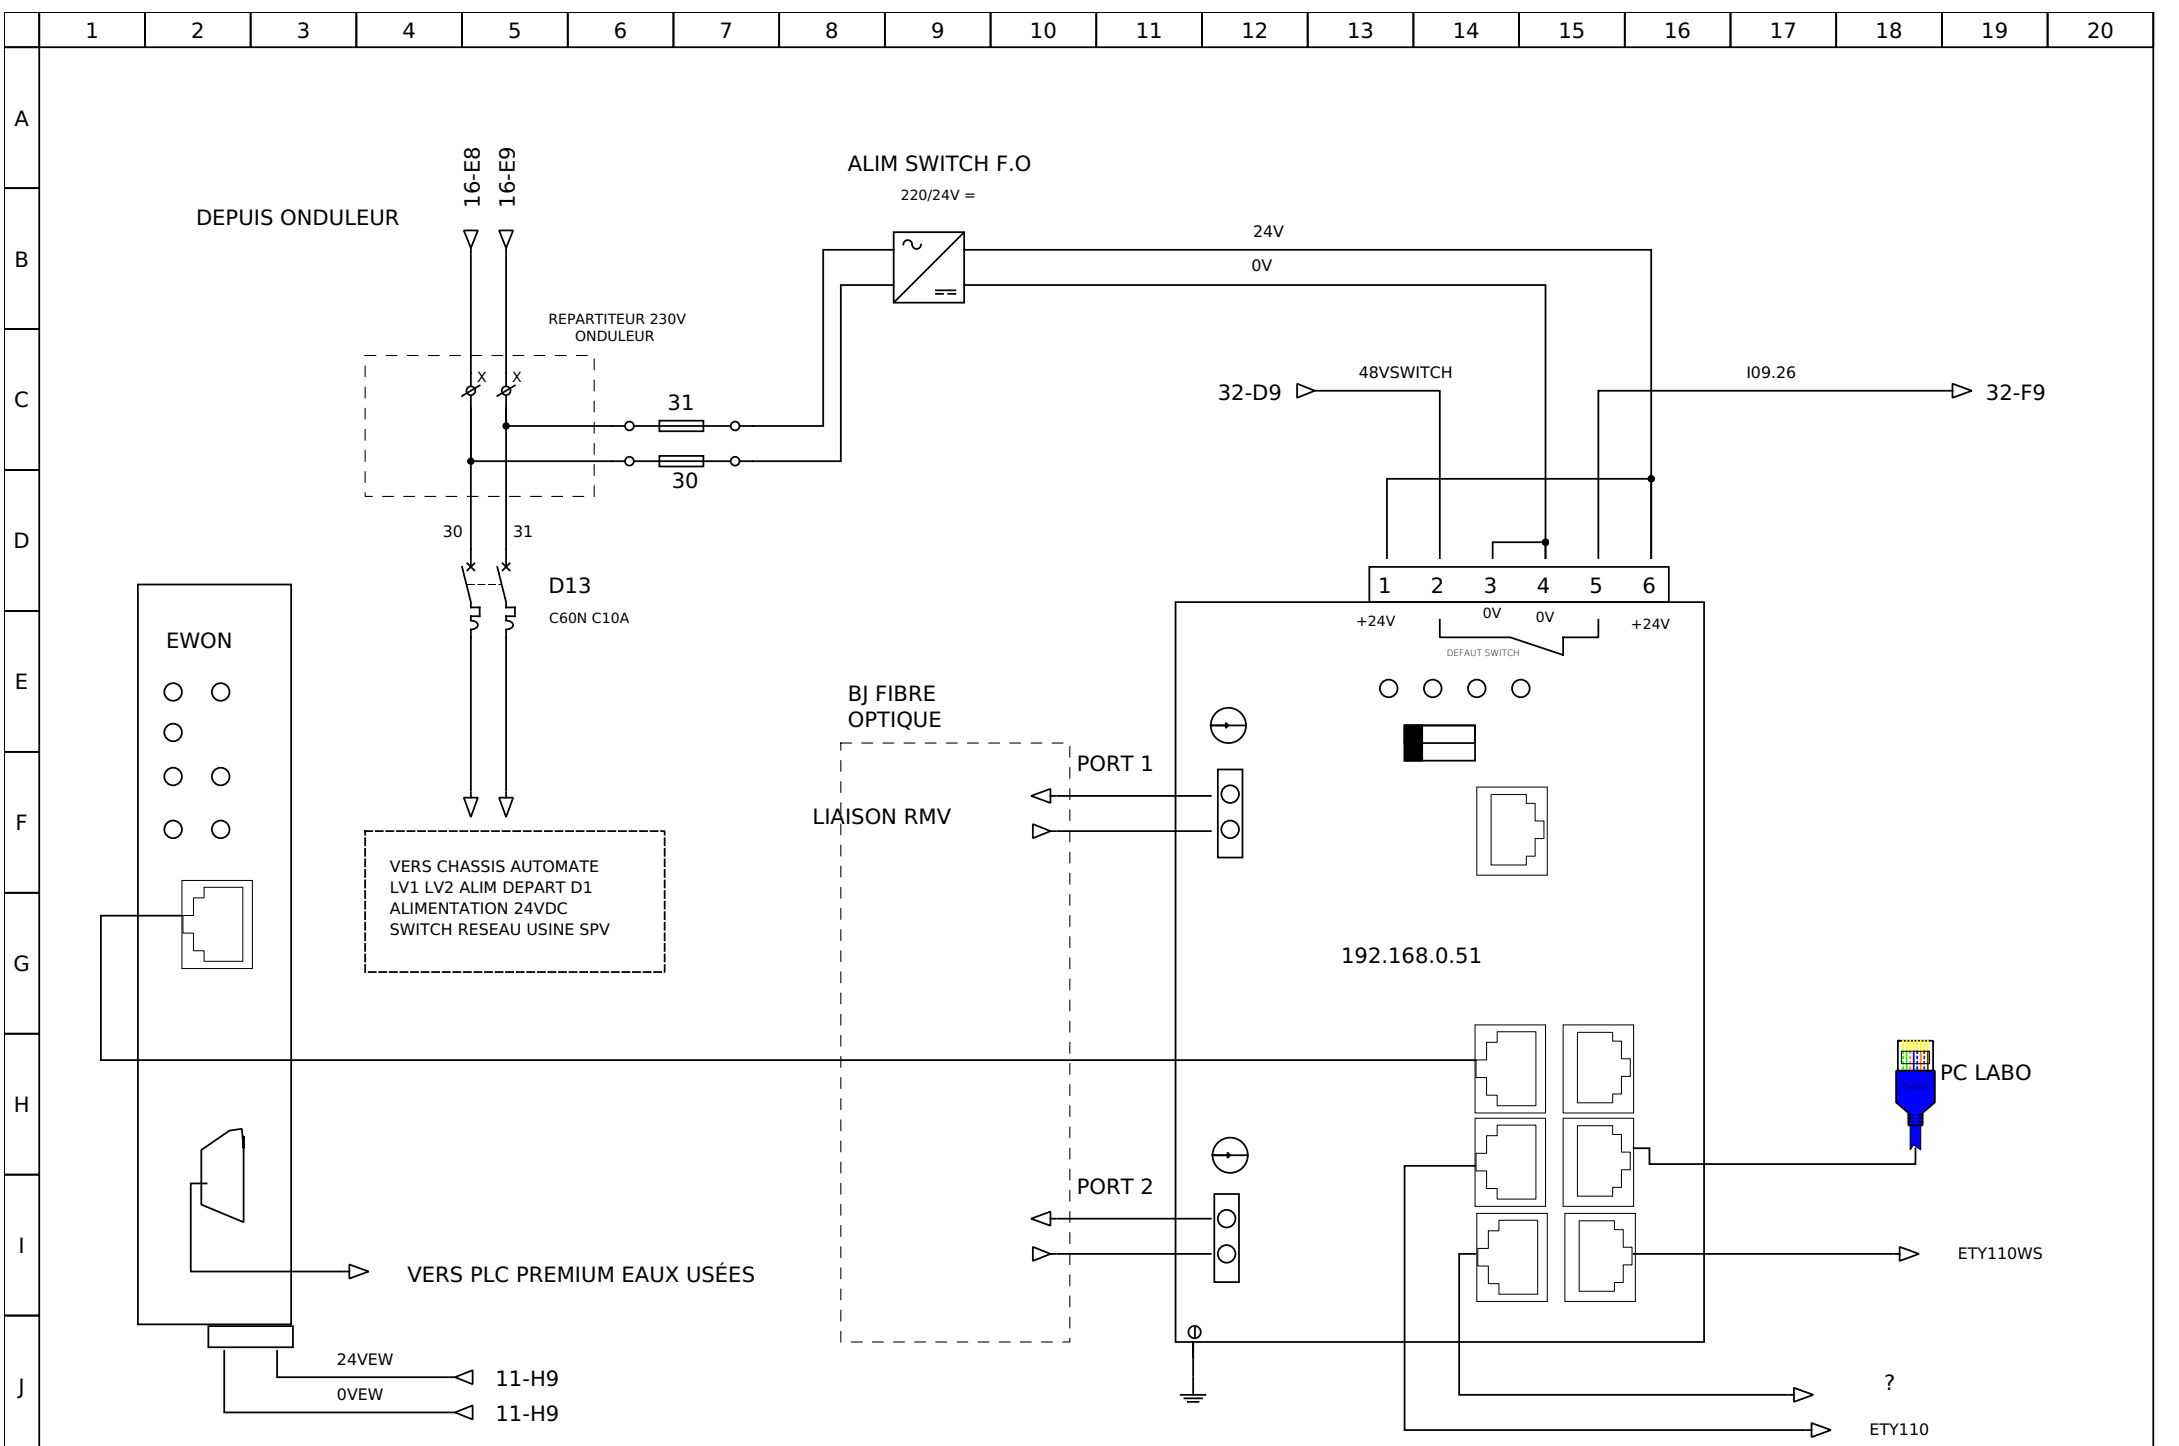 1 2 3 4 5 6 7 8 9 10 11 12 13 14 15 16 17 18 19 20
A
B
C
D
E
F
G
H
I
J
16-E8
16-E9
DEPUIS ONDULEUR
ALIM SWITCH F.O
220/24V =
24V
0V
REPARTITEUR 230V
ONDULEUR
X X
31
30
32-D9
48VSWITCH
I09.26
32-F9
30
31
D13
C60N C10A
1 2 3 4 5 6
+24V
0V
0V
+24V
DEFAUT SWITCH
EWON
BJ FIBRE
OPTIQUE
PORT 1
LIAISON RMV
VERS CHASSIS AUTOMATE
LV1 LV2 ALIM DEPART D1
ALIMENTATION 24VDC
SWITCH RESEAU USINE SPV
192.168.0.51
PC LABO
PORT 2
VERS PLC PREMIUM EAUX USÉES
ETY110WS
24VEW
11-H9
0VEW
11-H9
?
ETY110